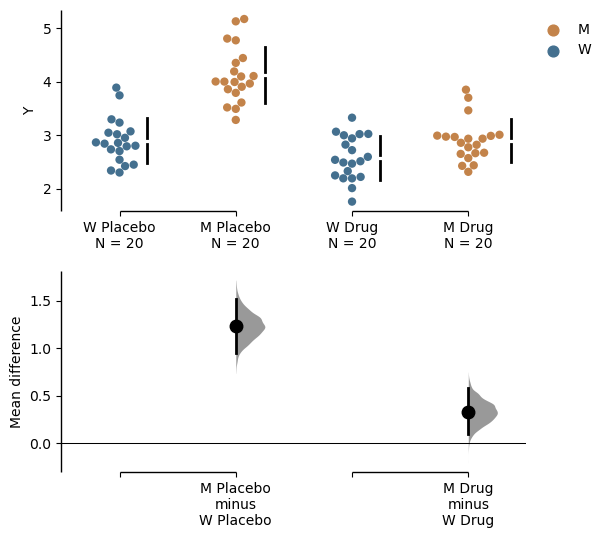 5
4
3
2
Y
M
W
W Placebo
N = 20
M Placebo
N = 20
W Drug
N = 20
M Drug
N = 20
1.5
1.0
0.5
0.0
Mean difference
M Placebo
minus
W Placebo
M Drug
minus
W Drug